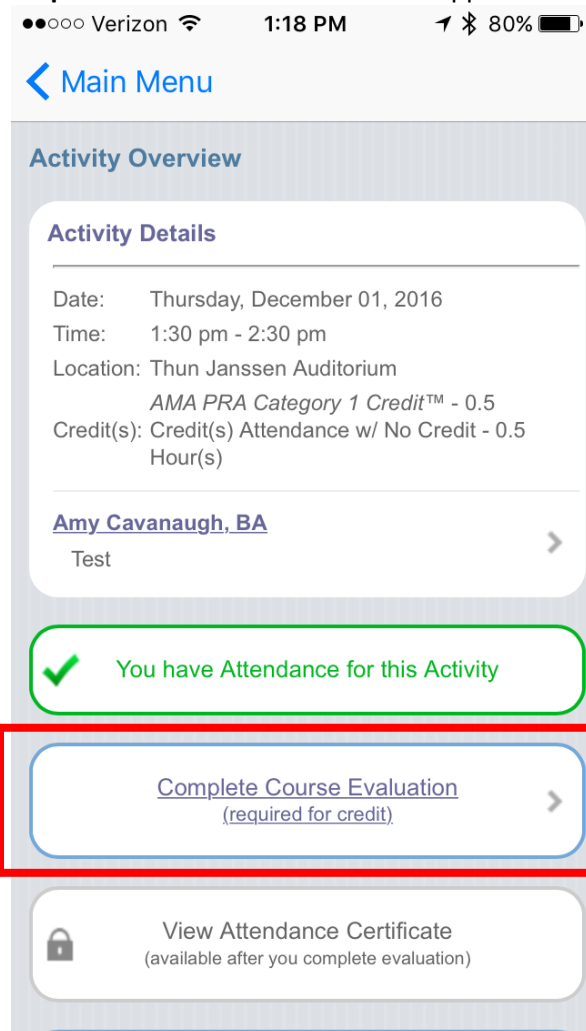 Verizon 1:18 PM 80%
Main Menu
Activity Overview
Activity Details
Date: Thursday, December 01, 2016
Time: 1:30 pm - 2:30 pm
Location: Thun Janssen Auditorium
AMA PRA Category 1 Credit™ - 0.5
Credit(s): Credit(s) Attendance w/ No Credit - 0.5
Hour(s)
Amy Cavanaugh, BA
Test
You have Attendance for this Activity
Complete Course Evaluation
(required for credit)
View Attendance Certificate
(available after you complete evaluation)